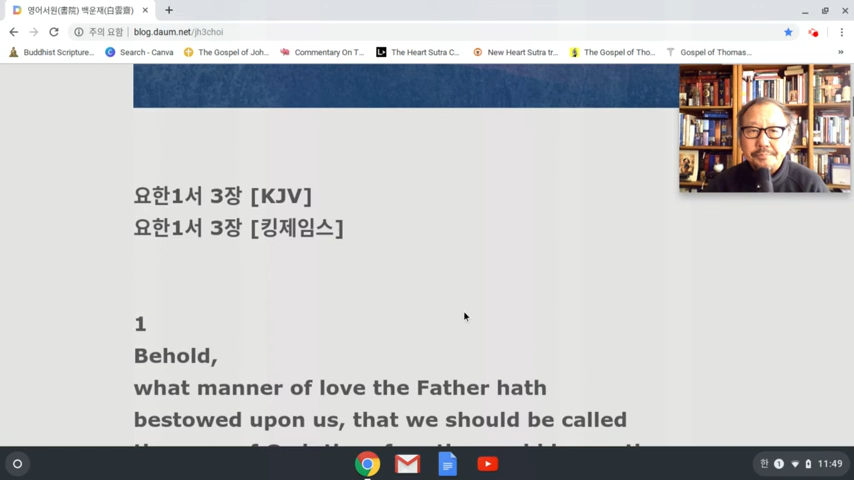 영어서원(書院) 백운재(白雲齋)
주의 요함
blog.daum.net/jh3choi
Buddhist Scripture...
Search - Canva
The Gospel of Joh...
Commentary On T...
The Heart Sutra C...
New Heart Sutra tr...
The Gospel of Tho...
Gospel of Thomas...
요한1서 3장 [KJV]
요한1서 3장 [킹제임스]
1
Behold,
what manner of love the Father hath
bestowed upon us, that we should be called
한
1
11:49